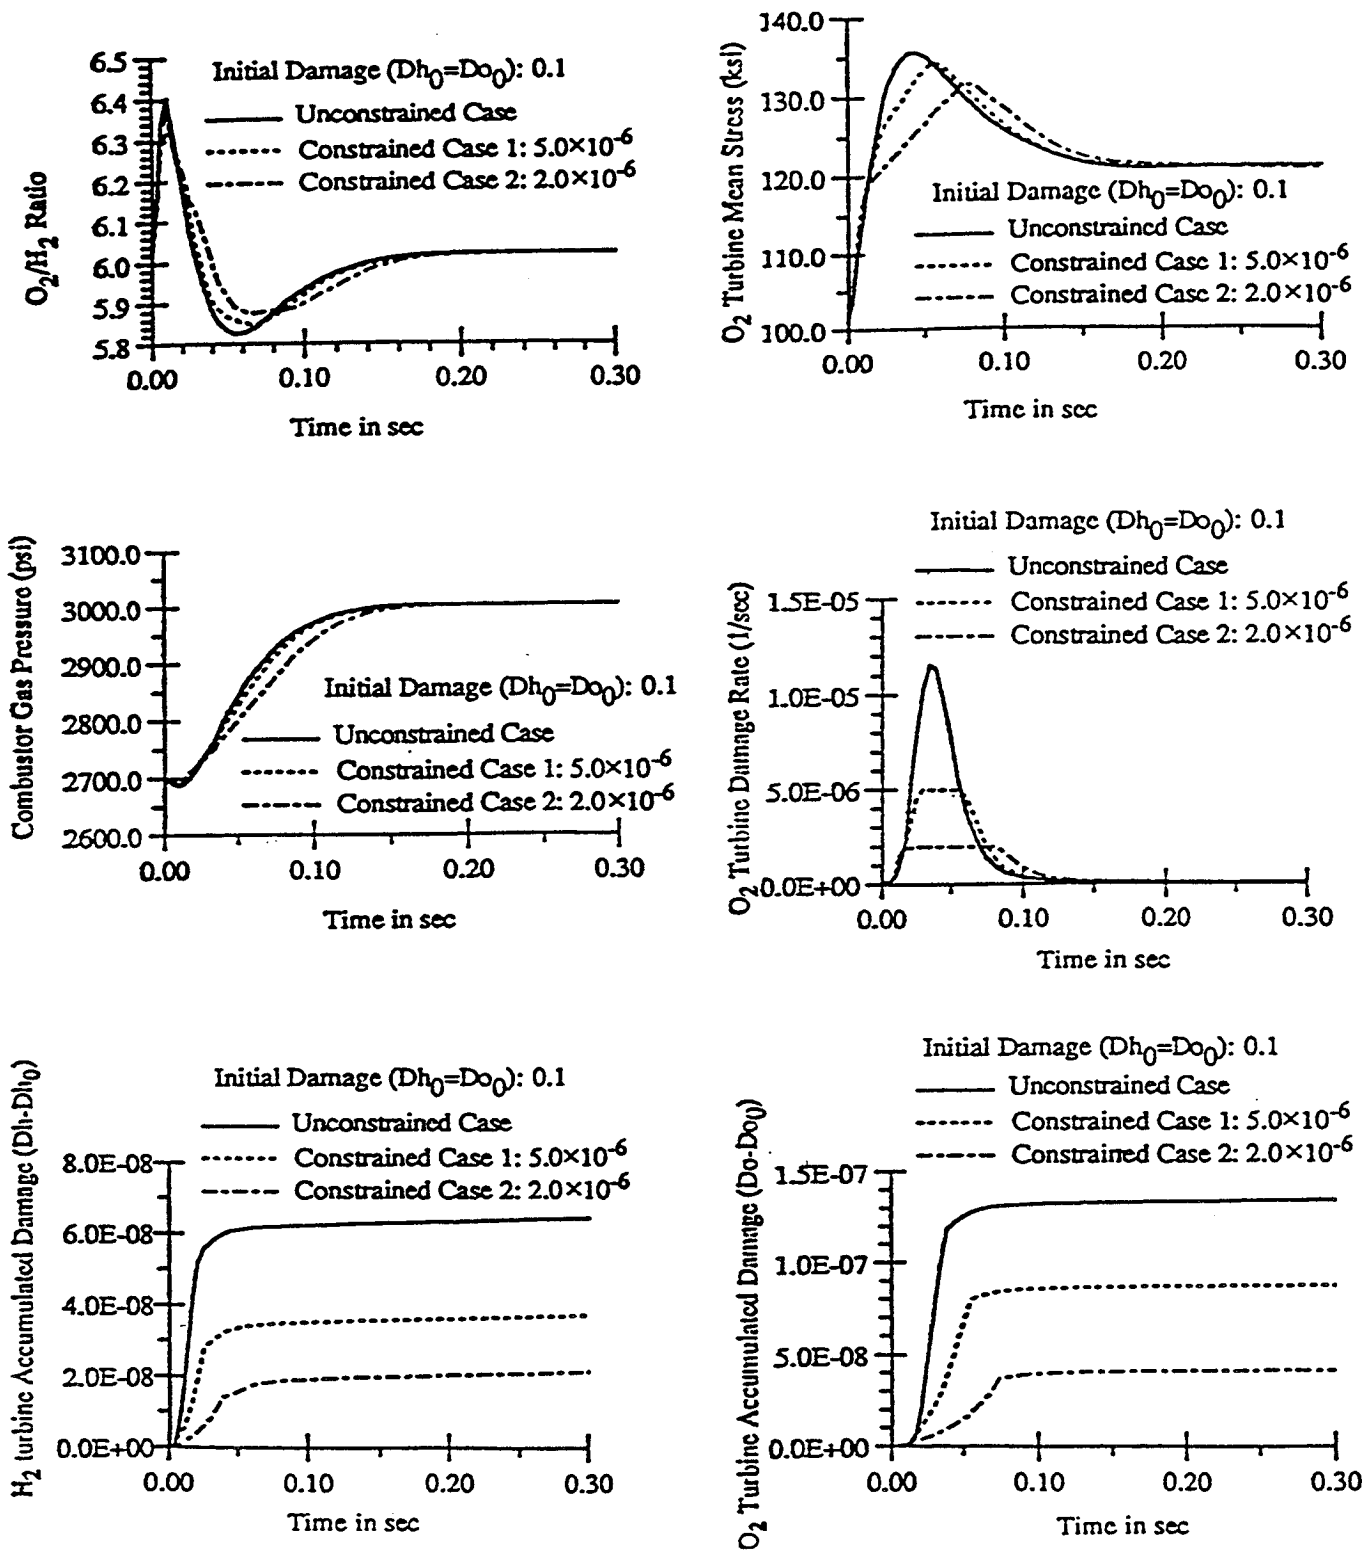 O2/H2 Ratio
6.5
6.4
6.3
6.2
6.1
6.0
5.9
5.8
Initial Damage (Dh0=Do0): 0.1
Unconstrained Case
Constrained Case 1: 5.0×10-6
Constrained Case 2: 2.0×10-6
0.00 0.10 0.20 0.30
Time in sec
O2 Turbine Mean Stress (ksi)
140.0
130.0
120.0
110.0
100.0
Initial Damage (Dh0=Do0): 0.1
Unconstrained Case
Constrained Case 1: 5.0×10-6
Constrained Case 2: 2.0×10-6
0.00 0.10 0.20 0.30
Time in sec
Combustor Gas Pressure (psi)
3100.0
3000.0
2900.0
2800.0
2700.0
2600.0
Initial Damage (Dh0=Do0): 0.1
Unconstrained Case
Constrained Case 1: 5.0×10-6
Constrained Case 2: 2.0×10-6
0.00 0.10 0.20 0.30
Time in sec
Initial Damage (Dh0=Do0): 0.1
Unconstrained Case
Constrained Case 1: 5.0×10-6
Constrained Case 2: 2.0×10-6
O2 Turbine Damage Rate (1/sec)
1.5E-05
1.0E-05
5.0E-06
0.0E+00
0.00 0.10 0.20 0.30
Time in sec
Initial Damage (Dh0=Do0): 0.1
Unconstrained Case
Constrained Case 1: 5.0×10-6
Constrained Case 2: 2.0×10-6
H2 turbine Accumulated Damage (Dh-Dh0)
8.0E-08
6.0E-08
4.0E-08
2.0E-08
0.0E+00
0.00 0.10 0.20 0.30
Time in sec
Initial Damage (Dh0=Do0): 0.1
Unconstrained Case
Constrained Case 1: 5.0×10-6
Constrained Case 2: 2.0×10-6
O2 Turbine Accumulated Damage (Do-Do0)
1.5E-07
1.0E-07
5.0E-08
0.0E+00
0.00 0.10 0.20 0.30
Time in sec